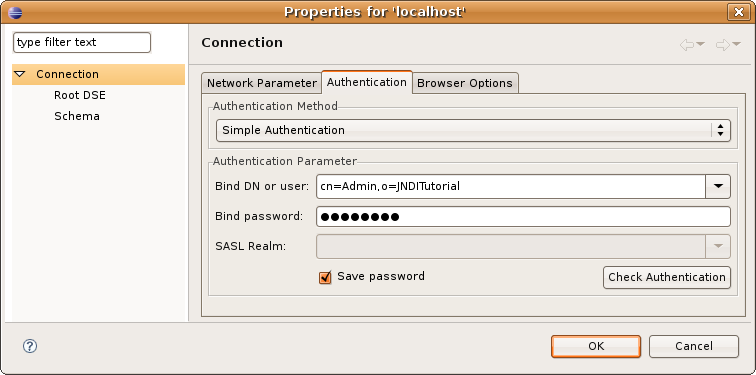 Properties for 'localhost'
type filter text
Connection
Root DSE
Schema
Connection
Network Parameter Authentication Browser Options
Authentication Method
Simple Authentication
Authentication Parameter
Bind DN or user: cn=Admin,o=JNDITutorial
Bind password: ●●●●●●●●
SASL Realm:
Save password Check Authentication
? OK Cancel